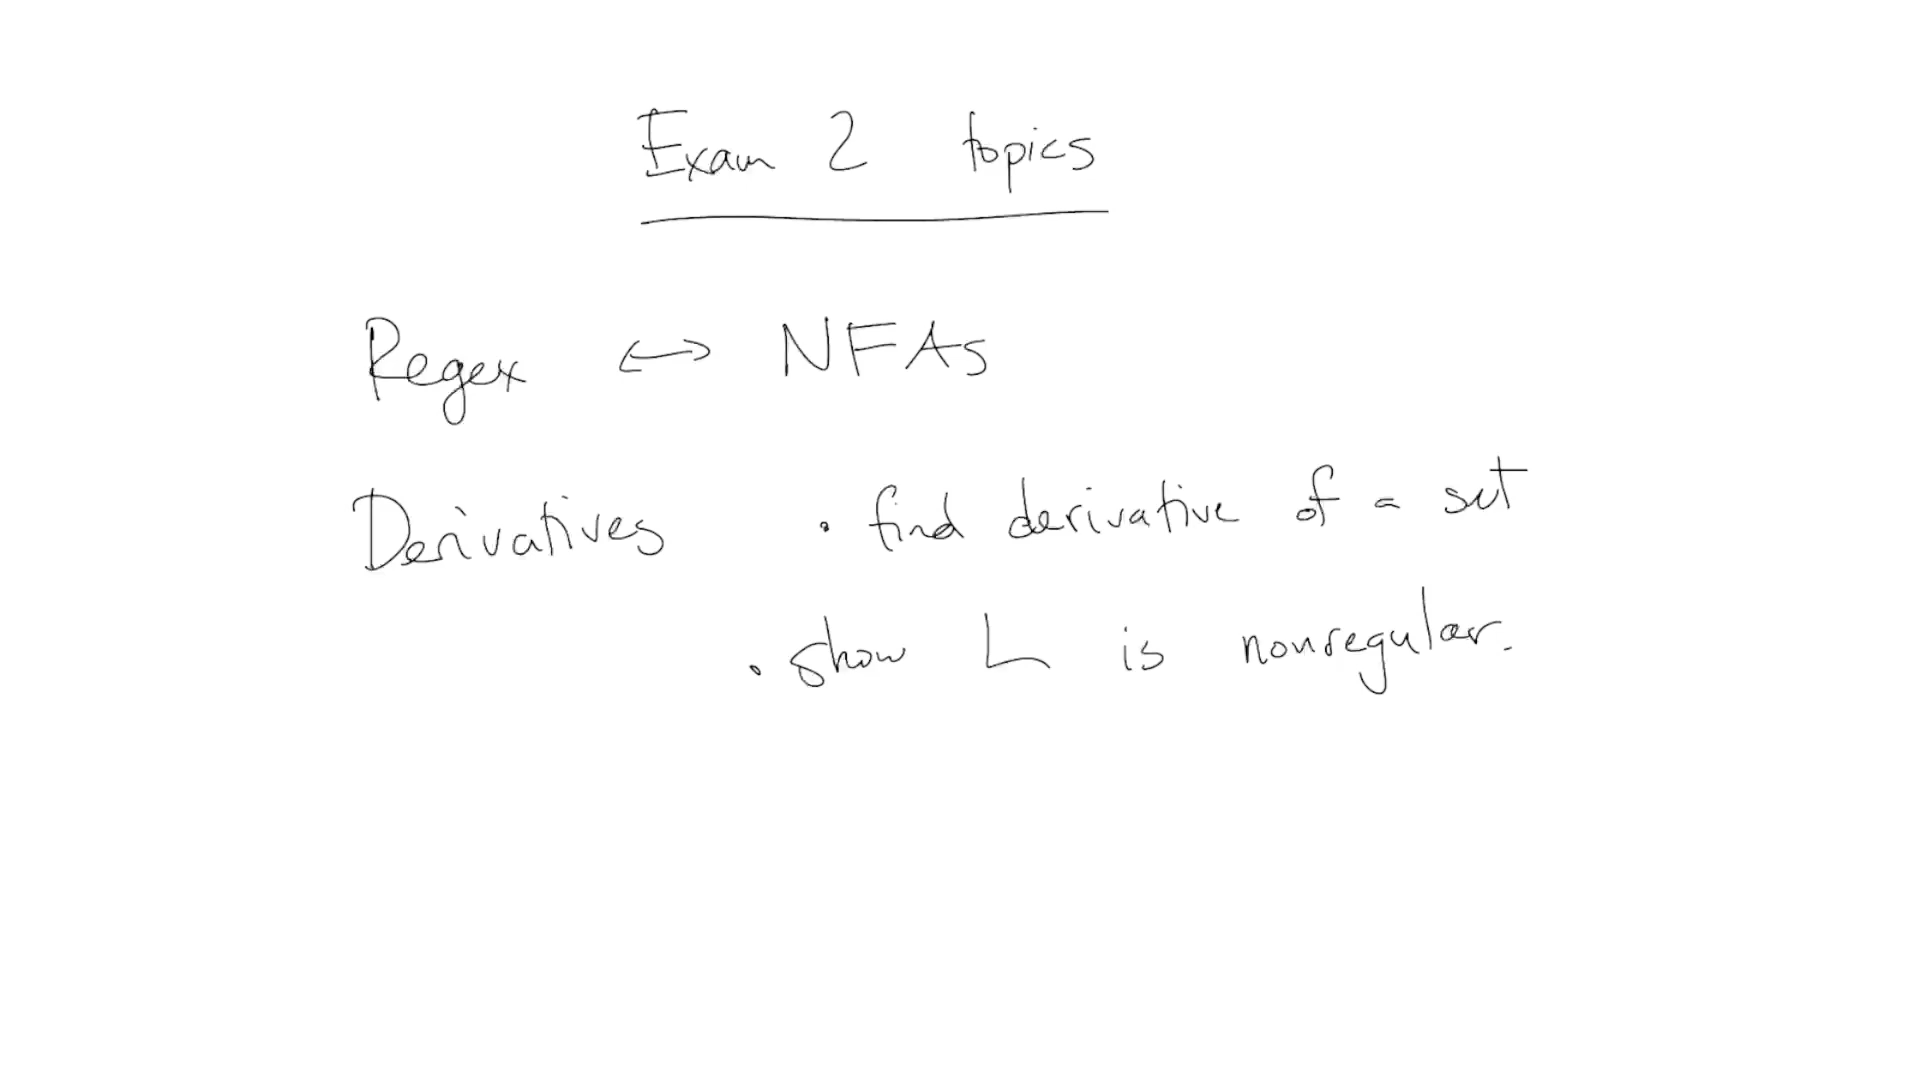 Exam 2 topics
Regex ↔ NFAs
Derivatives • find derivative of a set
• show L is nonregular.